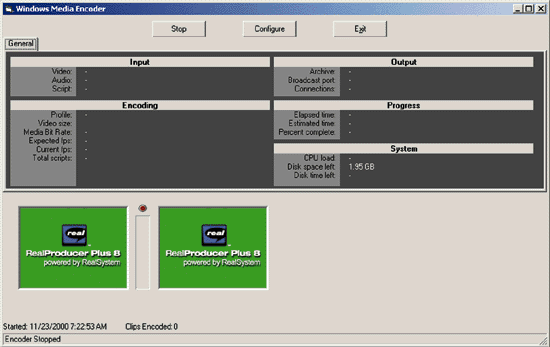 Windows Media Encoder
Stop Configure Exit
General
Input
Video: -
Audio: -
Script: -
Encoding
Profile: -
Video size: -
Media Bit Rate: -
Expected fps: -
Current fps: -
Total scripts: -
Output
Archive: -
Broadcast port: -
Connections: -
Progress
Elapsed time: -
Estimated time: -
Percent complete: -
System
CPU load: -
Disk space left: 1.95 GB
Disk time left: -
real
RealProducer Plus 8
powered by RealSystem
real
RealProducer Plus 8
powered by RealSystem
Started: 11/23/2000 7:22:53 AM Clips Encoded: 0
Encoder Stopped